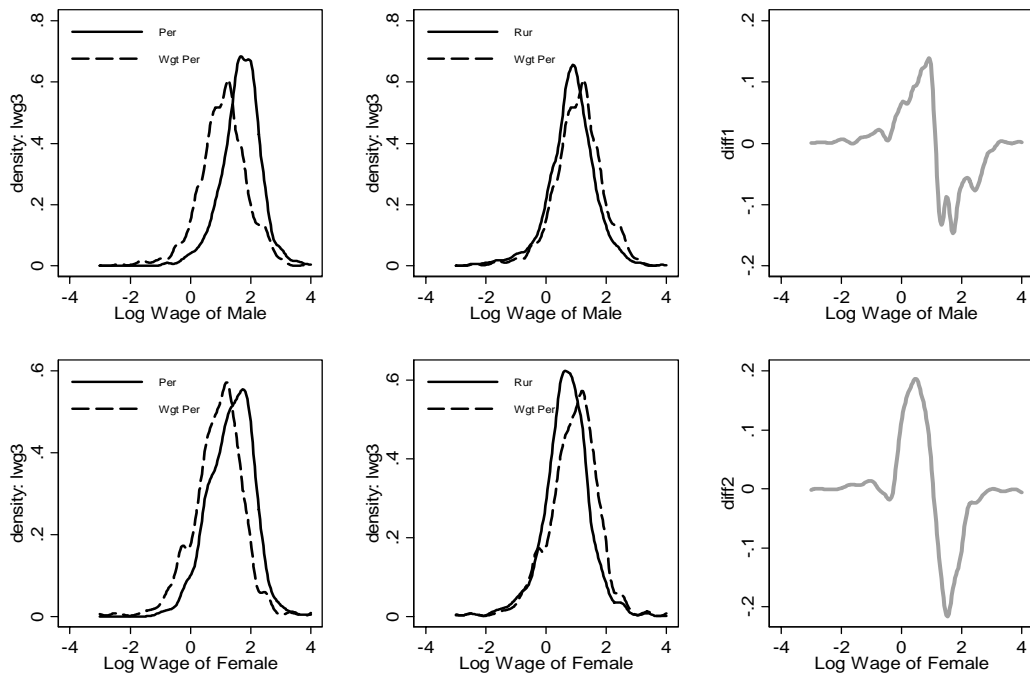 .8
.6
.4
.2
0
density: lwg3
Per
Wgt Per
-4 -2 0 2 4
Log Wage of Male
.8
.6
.4
.2
0
density: lwg3
Rur
Wgt Per
-4 -2 0 2 4
Log Wage of Male
.2
.1
0
-.1
-.2
diff1
-4 -2 0 2 4
Log Wage of Male
.6
.4
.2
0
density: lwg3
Per
Wgt Per
-4 -2 0 2 4
Log Wage of Female
.6
.4
.2
0
density: lwg3
Rur
Wgt Per
-4 -2 0 2 4
Log Wage of Female
.2
.1
0
-.1
-.2
diff2
-4 -2 0 2 4
Log Wage of Female